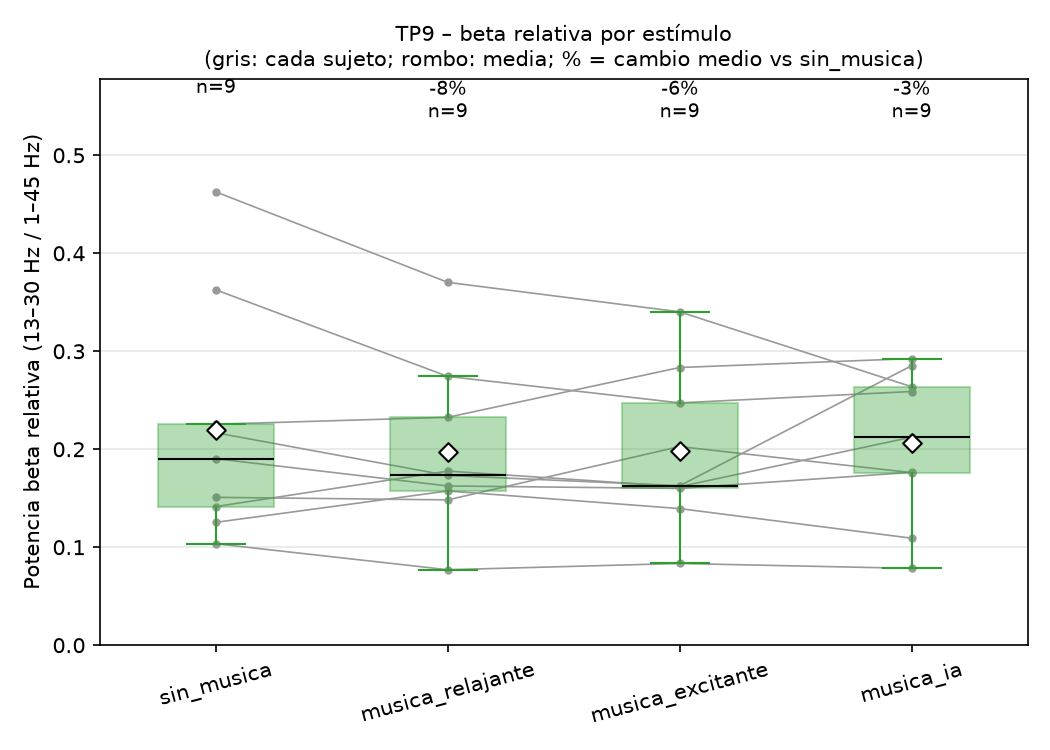 TP9 – beta relativa por estímulo
(gris: cada sujeto; rombo: media; % = cambio medio vs sin_musica)
n=9
-8%
n=9
-6%
n=9
-3%
n=9
Potencia beta relativa (13–30 Hz / 1–45 Hz)
0.5
0.4
0.3
0.2
0.1
0.0
sin_musica
musica_relajante
musica_excitante
musica_ia